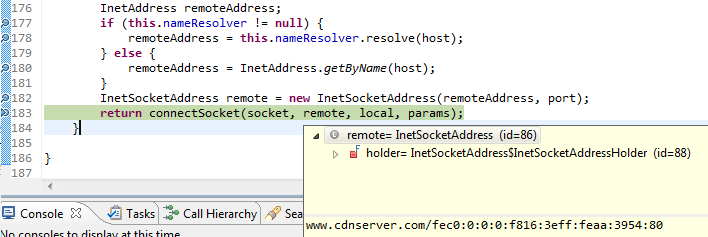 176 InetAddress remoteAddress;
177 if (this.nameResolver != null) {
178 remoteAddress = this.nameResolver.resolve(host);
179 } else {
180 remoteAddress = InetAddress.getByName(host);
181 }
182 InetSocketAddress remote = new InetSocketAddress(remoteAddress, port);
183 return connectSocket(socket, remote, local, params);
184 }
185
186 }
187
remote= InetSocketAddress (id=86)
holder= InetSocketAddress$InetSocketAddressHolder (id=88)
www.cdnserver.com/fec0:0:0:0:f816:3eff:feaa:3954:80
Console Tasks Call Hierarchy Sea
No consoles to display at this time.